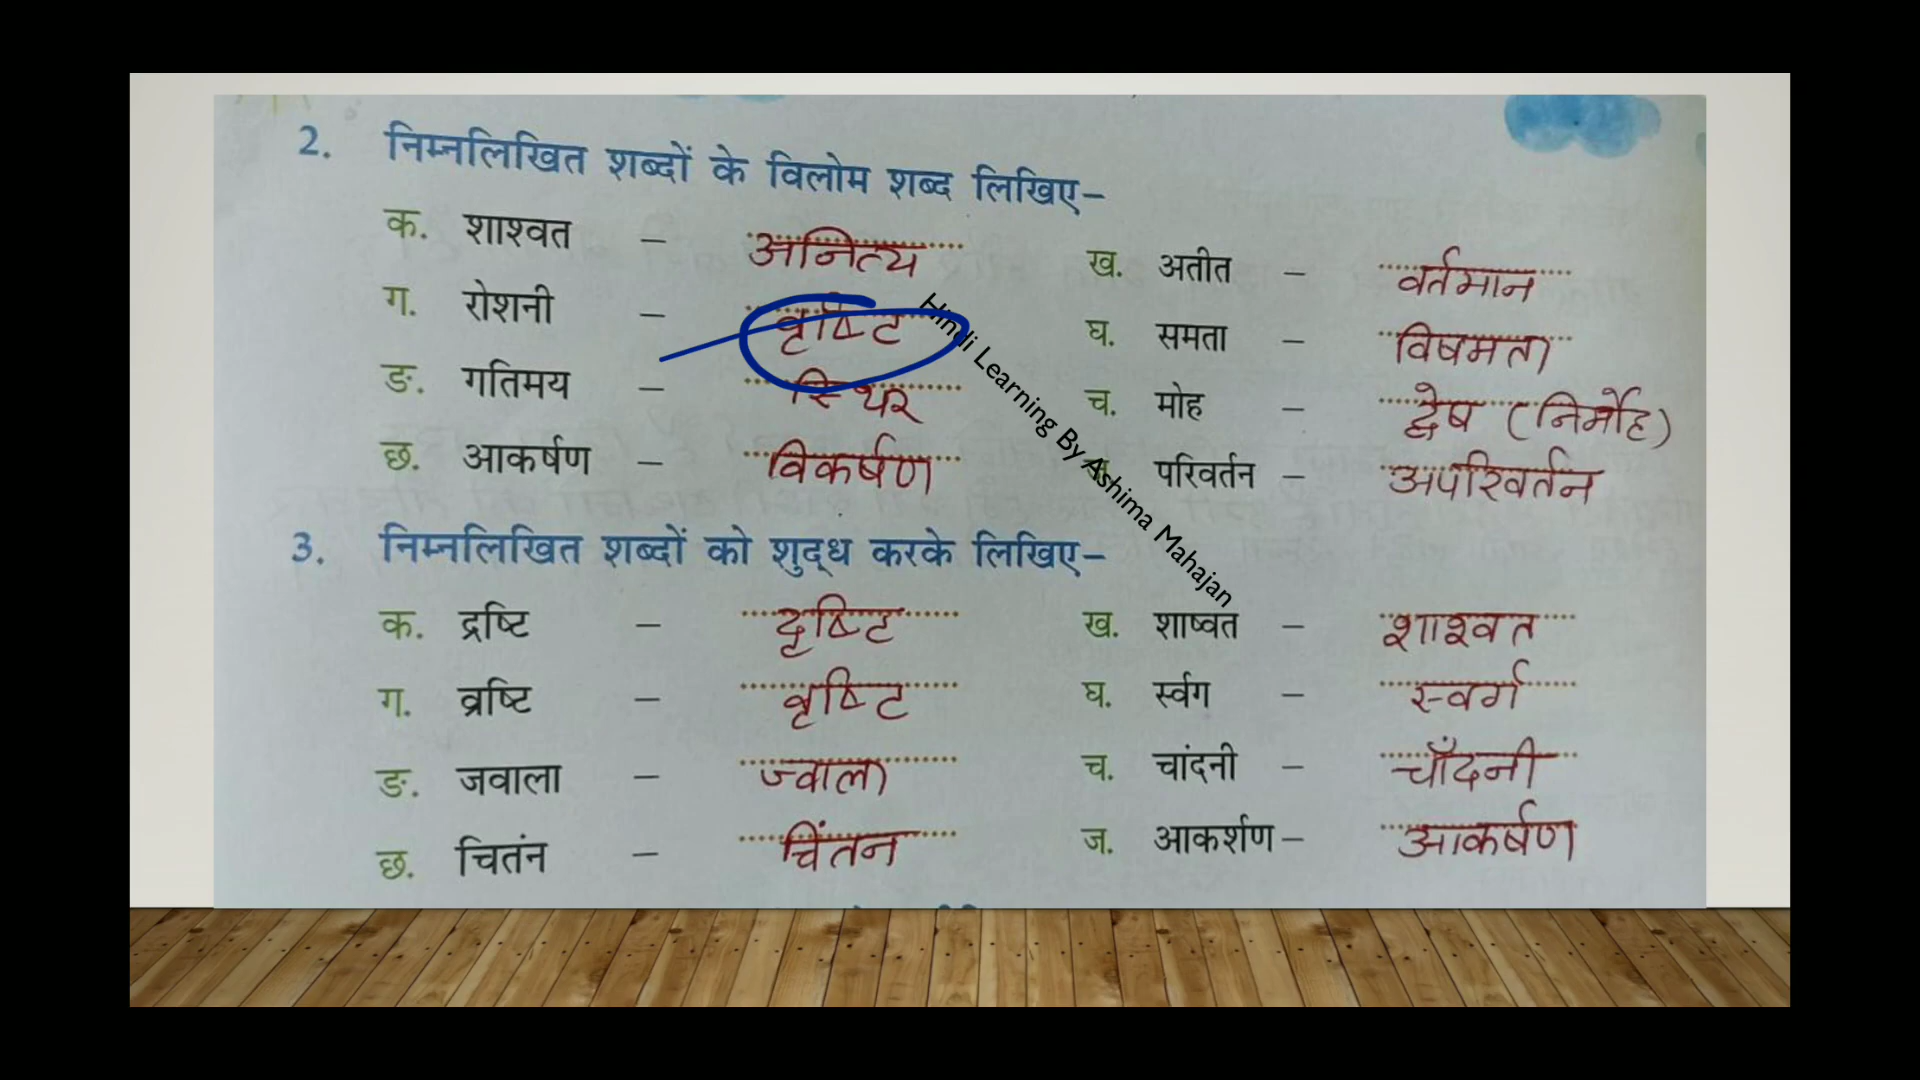 2. निम्नलिखित शब्दों के विलोम शब्द लिखिए-
क. शाश्वत - अनित्य ख. अतीत - वर्तमान
ग. रोशनी - वृष्टि घ. समता - विषमता
ङ. गतिमय - स्थिर च. मोह - द्वेष (निर्मोह)
छ. आकर्षण - विकर्षण परिवर्तन - अपरिवर्तन
Hindi Learning By Ashima Mahajan
3. निम्नलिखित शब्दों को शुद्ध करके लिखिए-
क. द्रष्टि - दृष्टि ख. शाष्वत - शाश्वत
ग. व्रष्टि - वृष्टि घ. र्स्वग - स्वर्ग
ङ. जवाला - ज्वाला च. चांदनी - चाँदनी
छ. चितंन - चिंतन ज. आकर्शण - आकर्षण